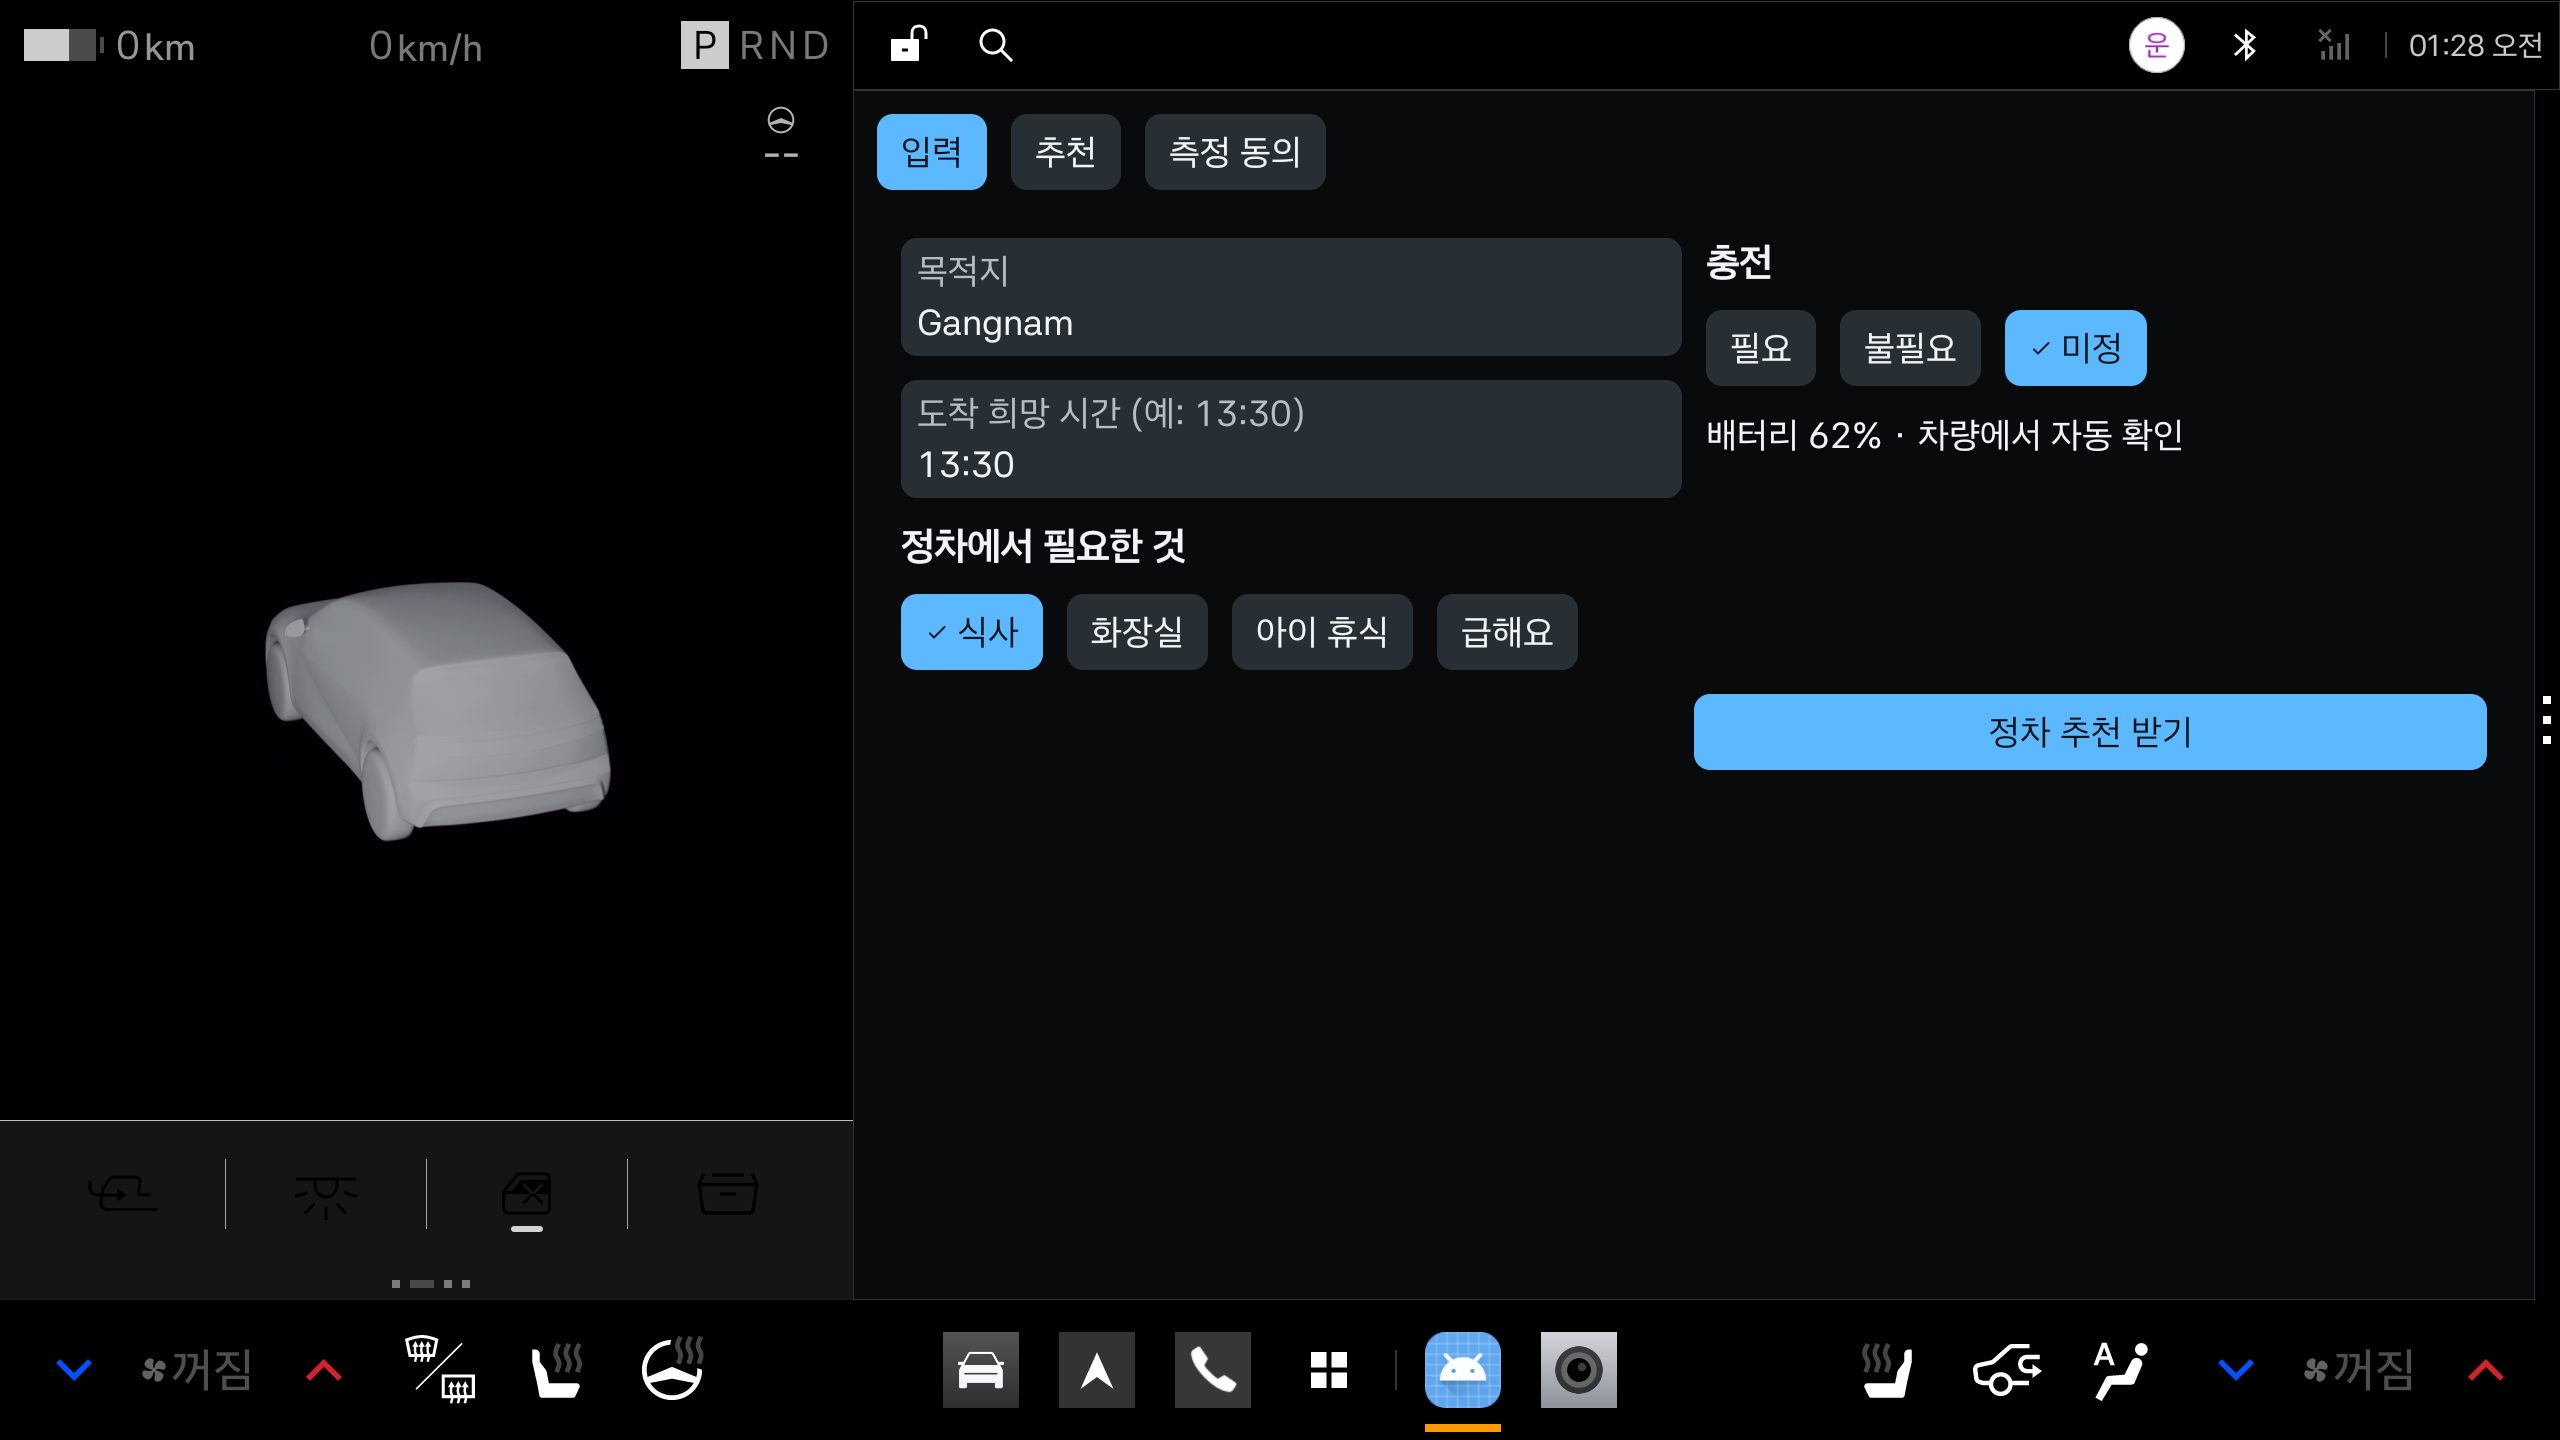 0 km
0 km/h
P R N D
운
01:28 오전
--
입력
추천
측정 동의
목적지
Gangnam
도착 희망 시간 (예: 13:30)
13:30
정차에서 필요한 것
✓ 식사
화장실
아이 휴식
급해요
충전
필요
불필요
✓ 미정
배터리 62% · 차량에서 자동 확인
정차 추천 받기
꺼짐
A
꺼짐